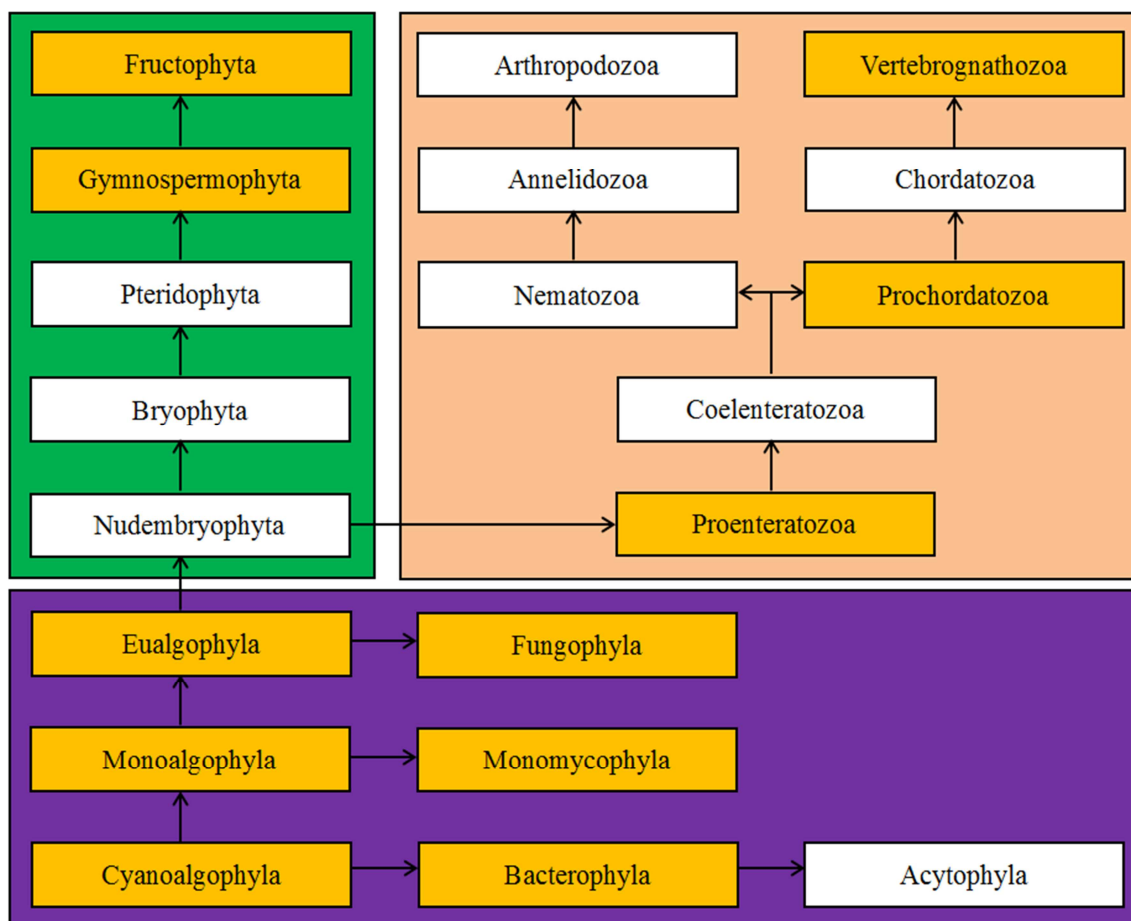 Fructophyta
Arthropodozoa
Vertebrognathozoa
Gymnospermophyta
Annelidozoa
Chordatozoa
Pteridophyta
Nematozoa
Prochordatozoa
Bryophyta
Coelenteratozoa
Nudembryophyta
Proenteratozoa
Eualgophyla
Fungophyla
Monoalgophyla
Monomycophyla
Cyanoalgophyla
Bacterophyla
Acytophyla